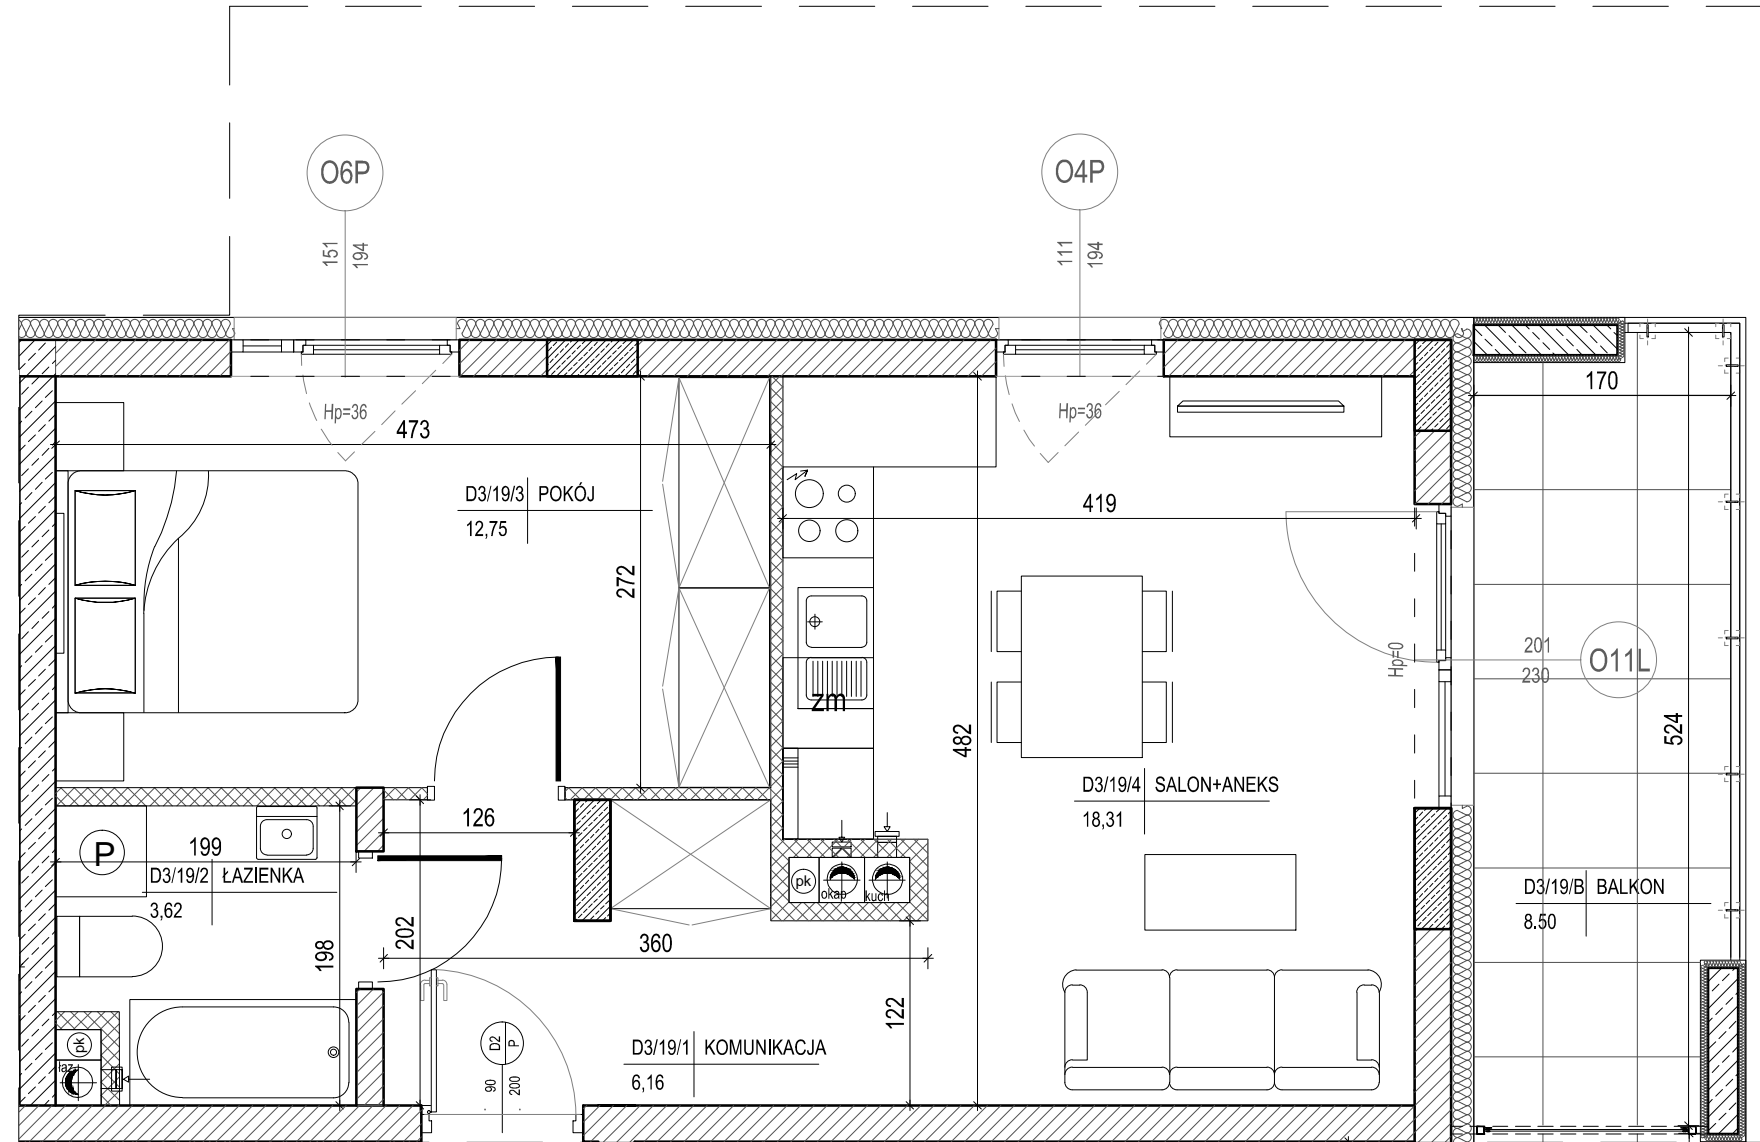 O6P
O4P
151
194
111
194
Hp=36
Hp=36
473
170
D3/19/3 POKÓJ
12,75
419
272
201
O11L
230
Hp=0
zm
482
524
D3/19/4 SALON+ANEKS
18,31
126
P
199
D3/19/2 ŁAZIENKA
3,62
pk
okap
kuch
D3/19/B BALKON
8.50
202
198
360
122
D2
P
90
200
D3/19/1 KOMUNIKACJA
6,16
pk
łaz